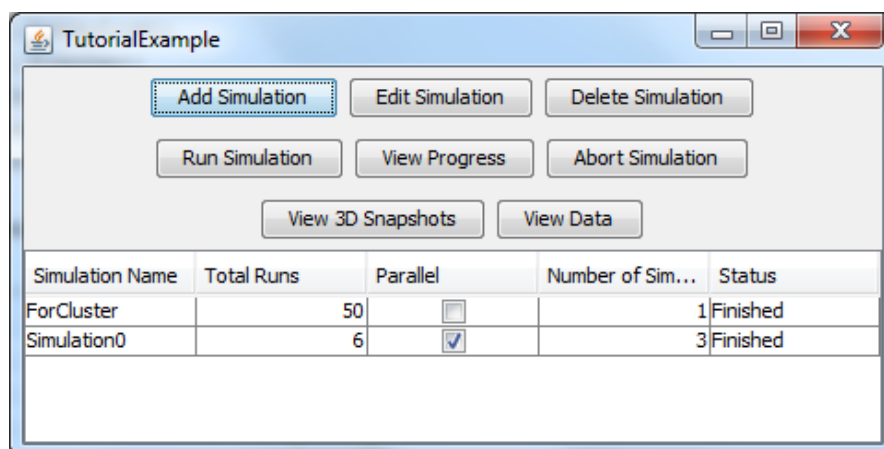 TutorialExample
Add Simulation Edit Simulation Delete Simulation
Run Simulation View Progress Abort Simulation
View 3D Snapshots View Data
Simulation Name Total Runs Parallel Number of Sim... Status
ForCluster 50 1 Finished
Simulation0 6 3 Finished